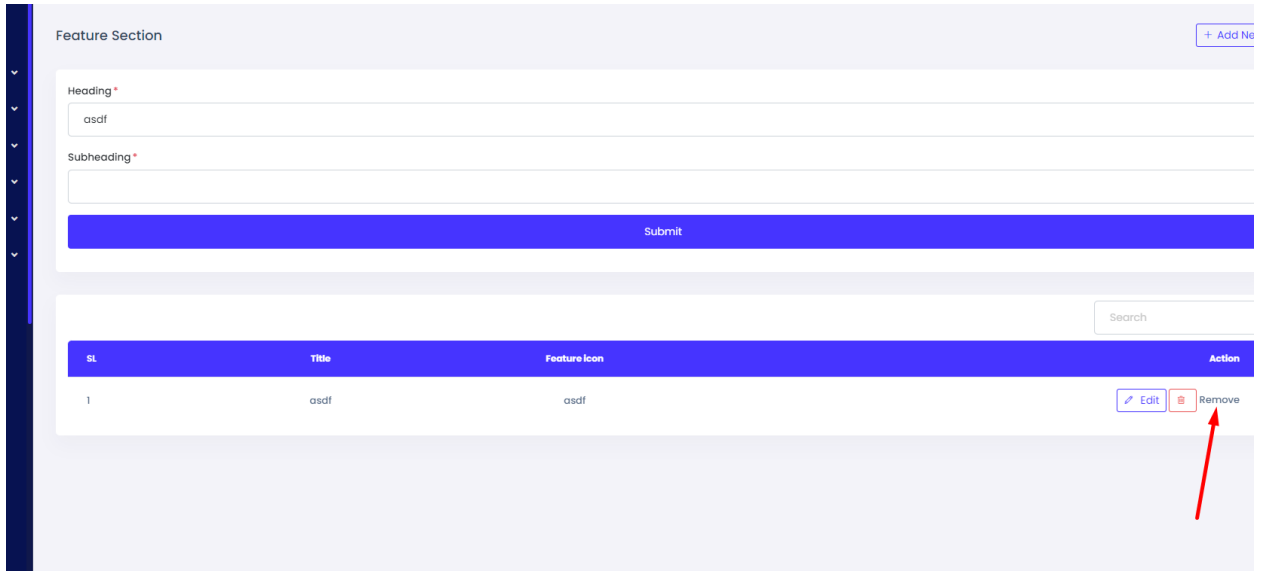 Feature Section
+ Add Ne
Heading *
asdf
Subheading *
Submit
Search
SL Title Feature icon Action
1 asdf asdf Edit Remove